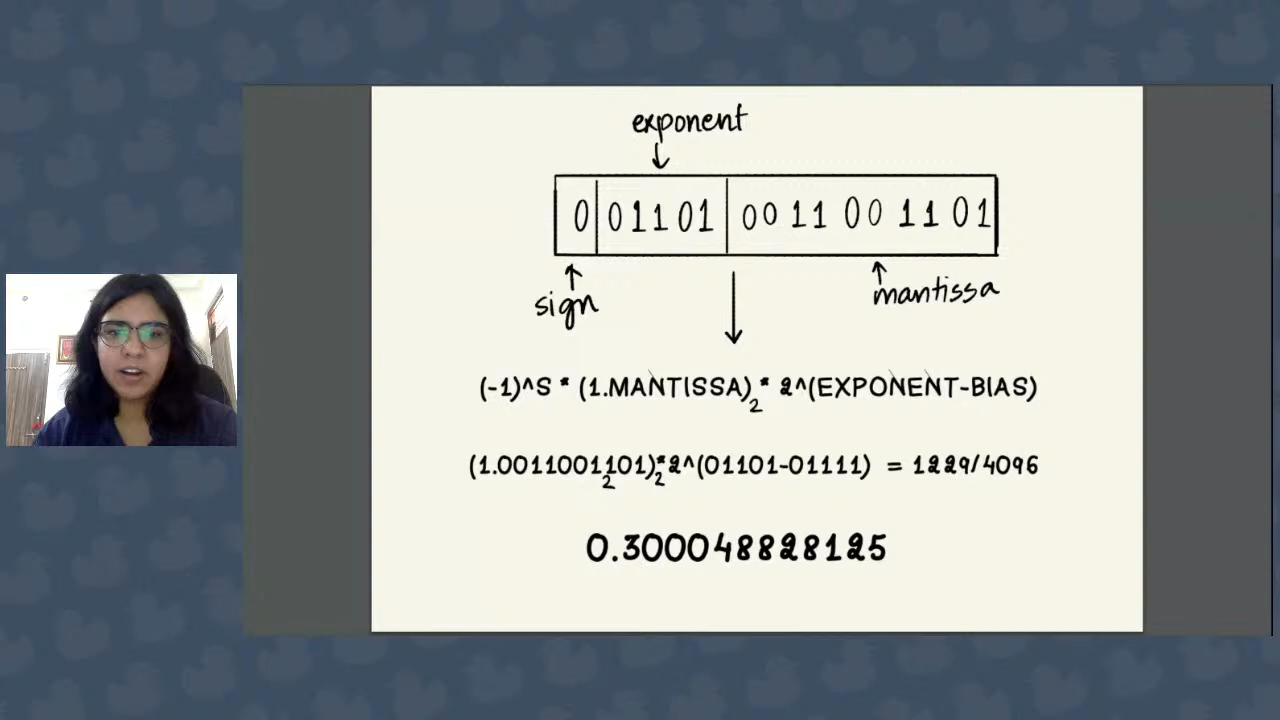 exponent
0 01101 0011001101
sign
mantissa
(-1)^S * (1.MANTISSA)₂* 2^(EXPONENT-BIAS)
(1.0011001101)₂*2^(01101-01111) = 1229/4096
2
0.300048828125